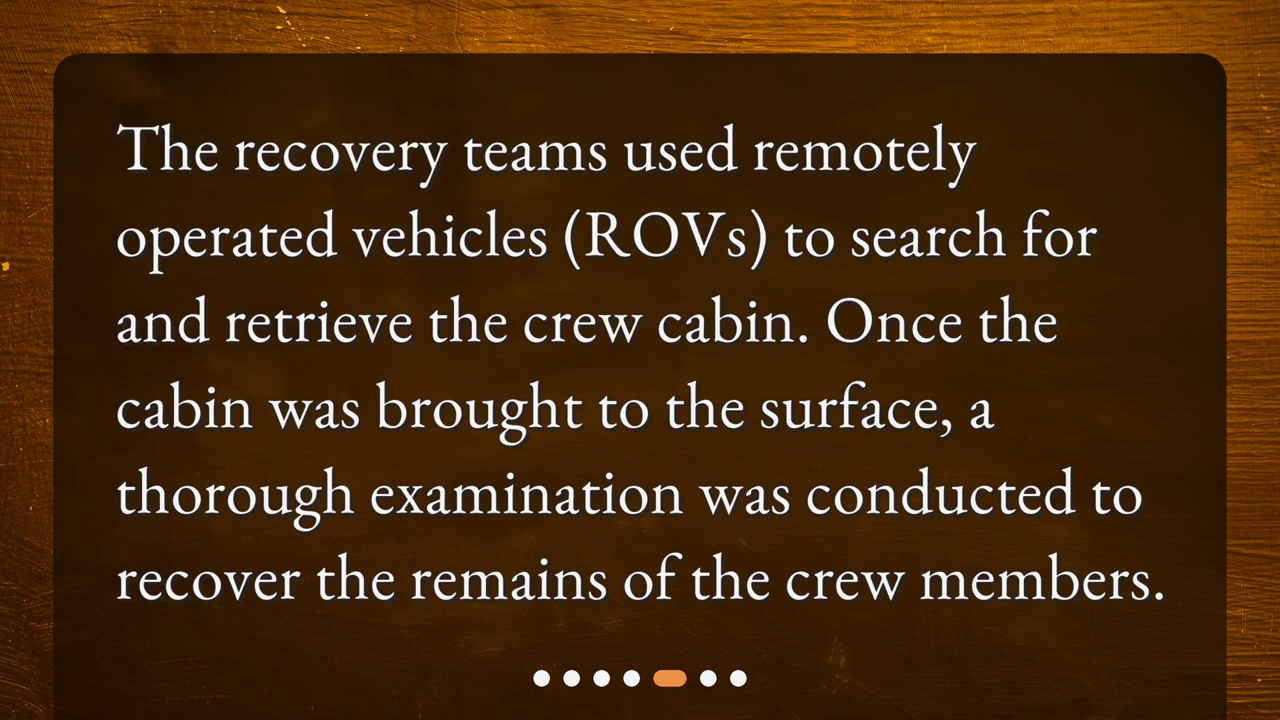 The recovery teams used remotely
operated vehicles (ROVs) to search for
and retrieve the crew cabin. Once the
cabin was brought to the surface, a
thorough examination was conducted to
recover the remains of the crew members.